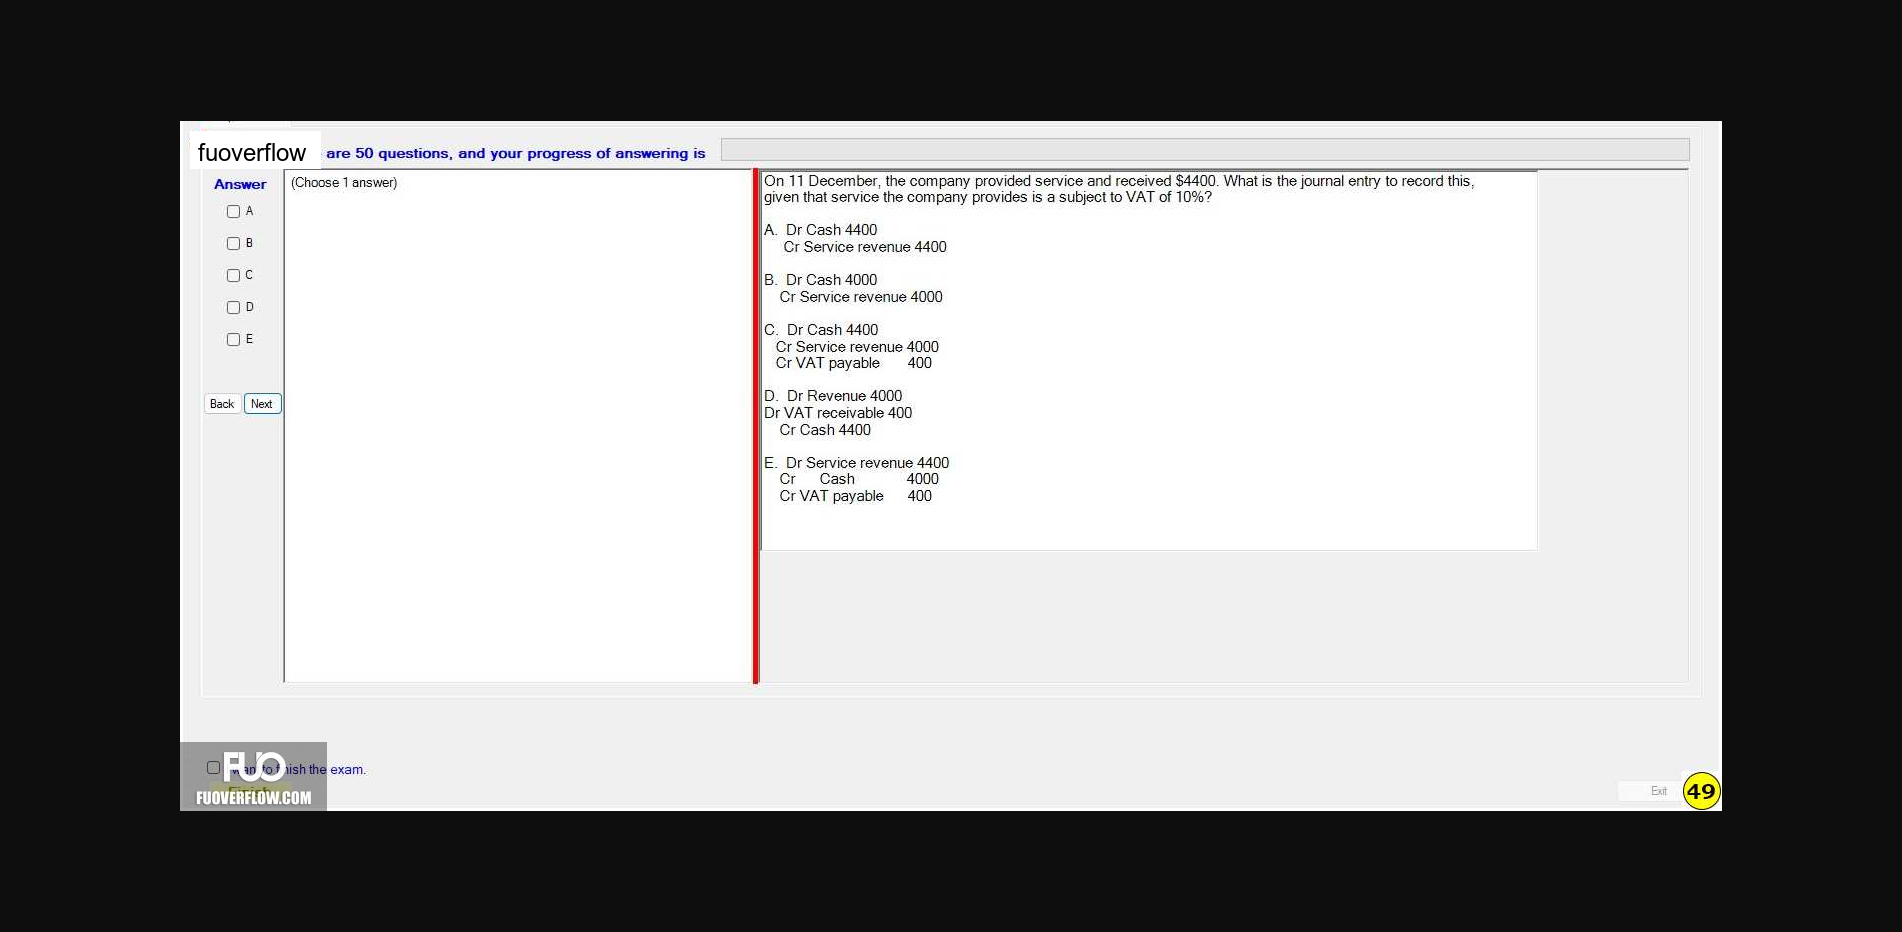 fuoverflow are 50 questions, and your progress of answering is
Answer
(Choose 1 answer)
A
B
C
D
E
Back Next
On 11 December, the company provided service and received $4400. What is the journal entry to record this,
given that service the company provides is a subject to VAT of 10%?
A. Dr Cash 4400
Cr Service revenue 4400
B. Dr Cash 4000
Cr Service revenue 4000
C. Dr Cash 4400
Cr Service revenue 4000
Cr VAT payable 400
D. Dr Revenue 4000
Dr VAT receivable 400
Cr Cash 4400
E. Dr Service revenue 4400
Cr Cash 4000
Cr VAT payable 400
FUO
to finish the exam.
Finish
FUOVERFLOW.COM
Exit
49